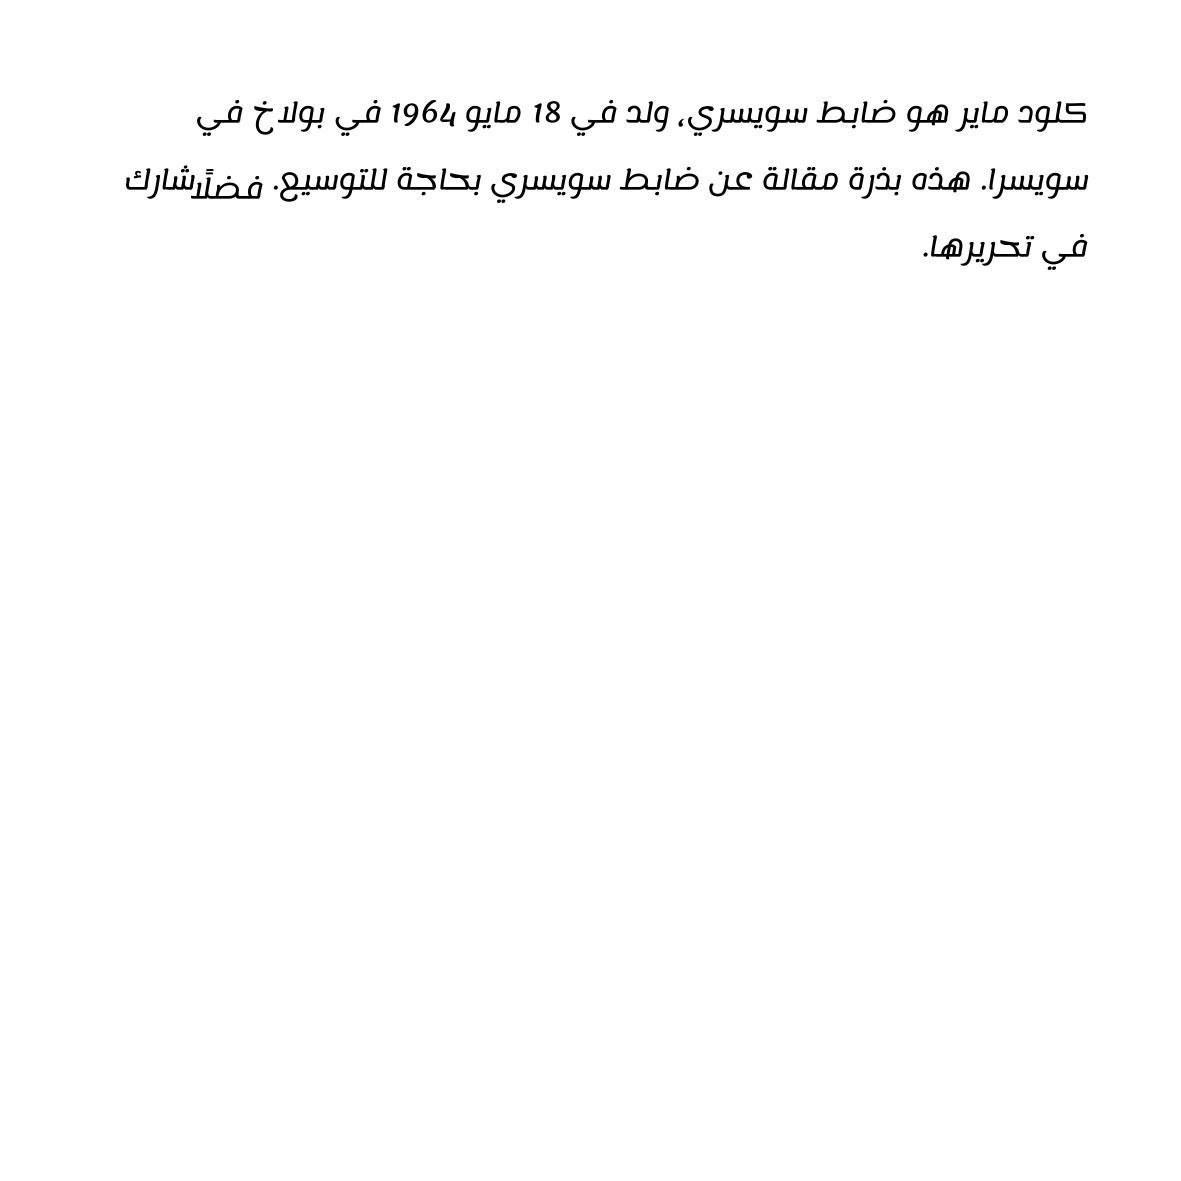 كلود ماير هو ضابط سويسري، ولد في 18 مايو 1964 في بولاخ في
سويسرا. هذه بذرة مقالة عن ضابط سويسري بحاجة للتوسيع. فضلًا شارك
في تحريرها.